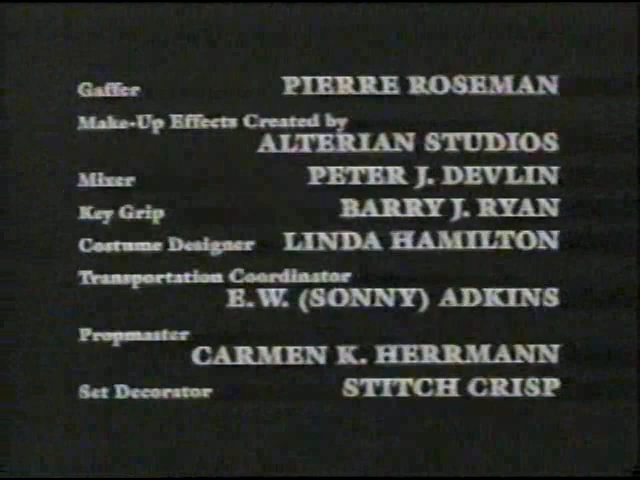 Gaffer PIERRE ROSEMAN
Make-Up Effects Created by
ALTERIAN STUDIOS
Mixer PETER J. DEVLIN
Key Grip BARRY J. RYAN
Costume Designer LINDA HAMILTON
Transportation Coordinator
E.W. (SONNY) ADKINS
Propmaster
CARMEN K. HERRMANN
Set Decorator STITCH CRISP